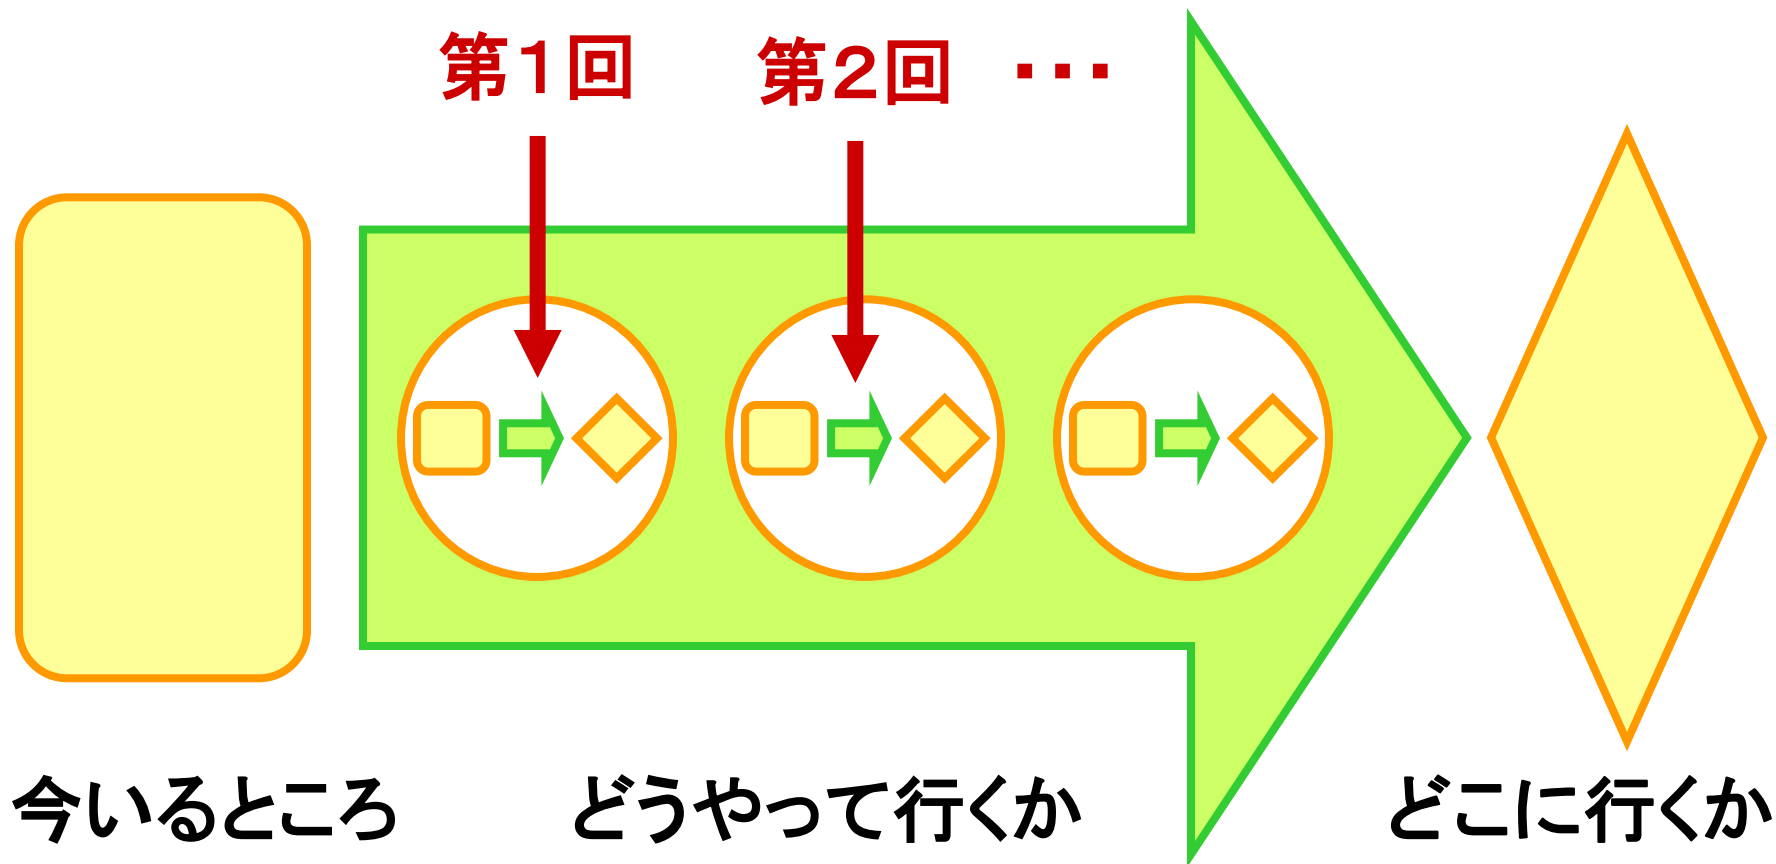 第1回
第2回
・・・
今いるところ
どうやって行くか
どこに行くか